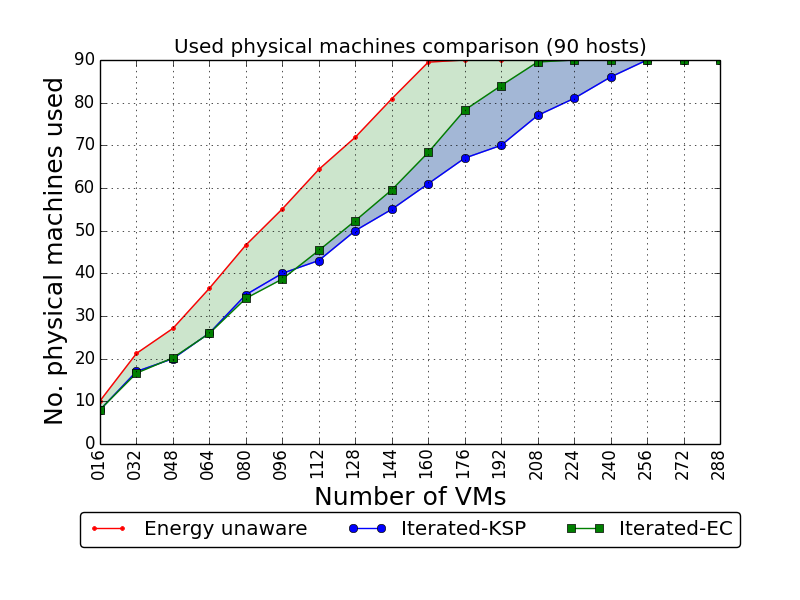 Used physical machines comparison (90 hosts)
No. physical machines used
90
80
70
60
50
40
30
20
10
0
016 032 048 064 080 096 112 128 144 160 176 192 208 224 240 256 272 288
Number of VMs
Energy unaware Iterated-KSP Iterated-EC